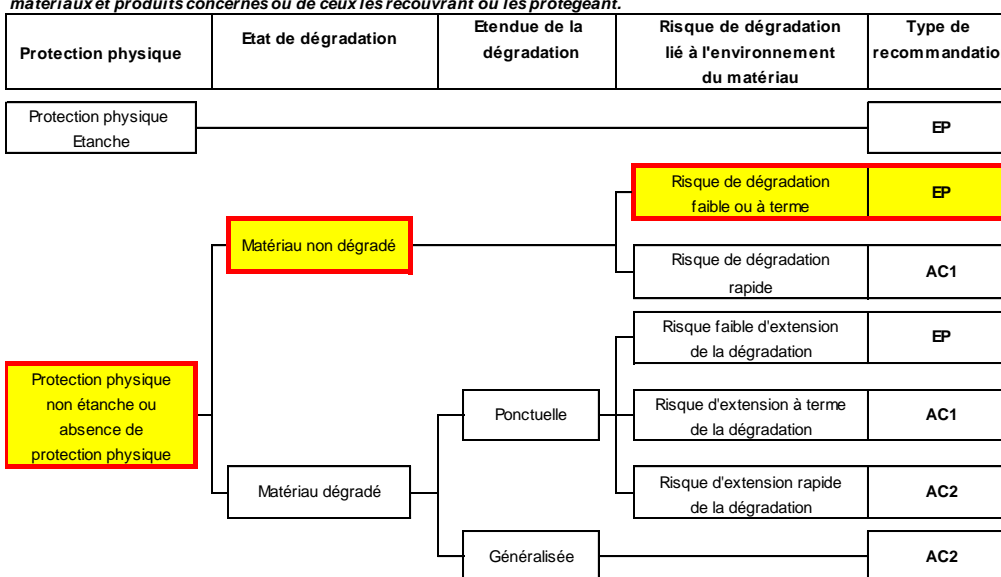 matériaux et produits concernés ou de ceux les recouvrant ou les protégeant.
Protection physique
Etat de dégradation
Etendue de la
dégradation
Risque de dégradation
lié à l'environnement
du matériau
Type de
recommandatio
Protection physique
Etanche
EP
Risque de dégradation
faible ou à terme
EP
Matériau non dégradé
Risque de dégradation
rapide
AC1
Risque faible d'extension
de la dégradation
EP
Protection physique
non étanche ou
absence de
protection physique
Ponctuelle
Risque d'extension à terme
de la dégradation
AC1
Matériau dégradé
Risque d'extension rapide
de la dégradation
AC2
Généralisée
AC2